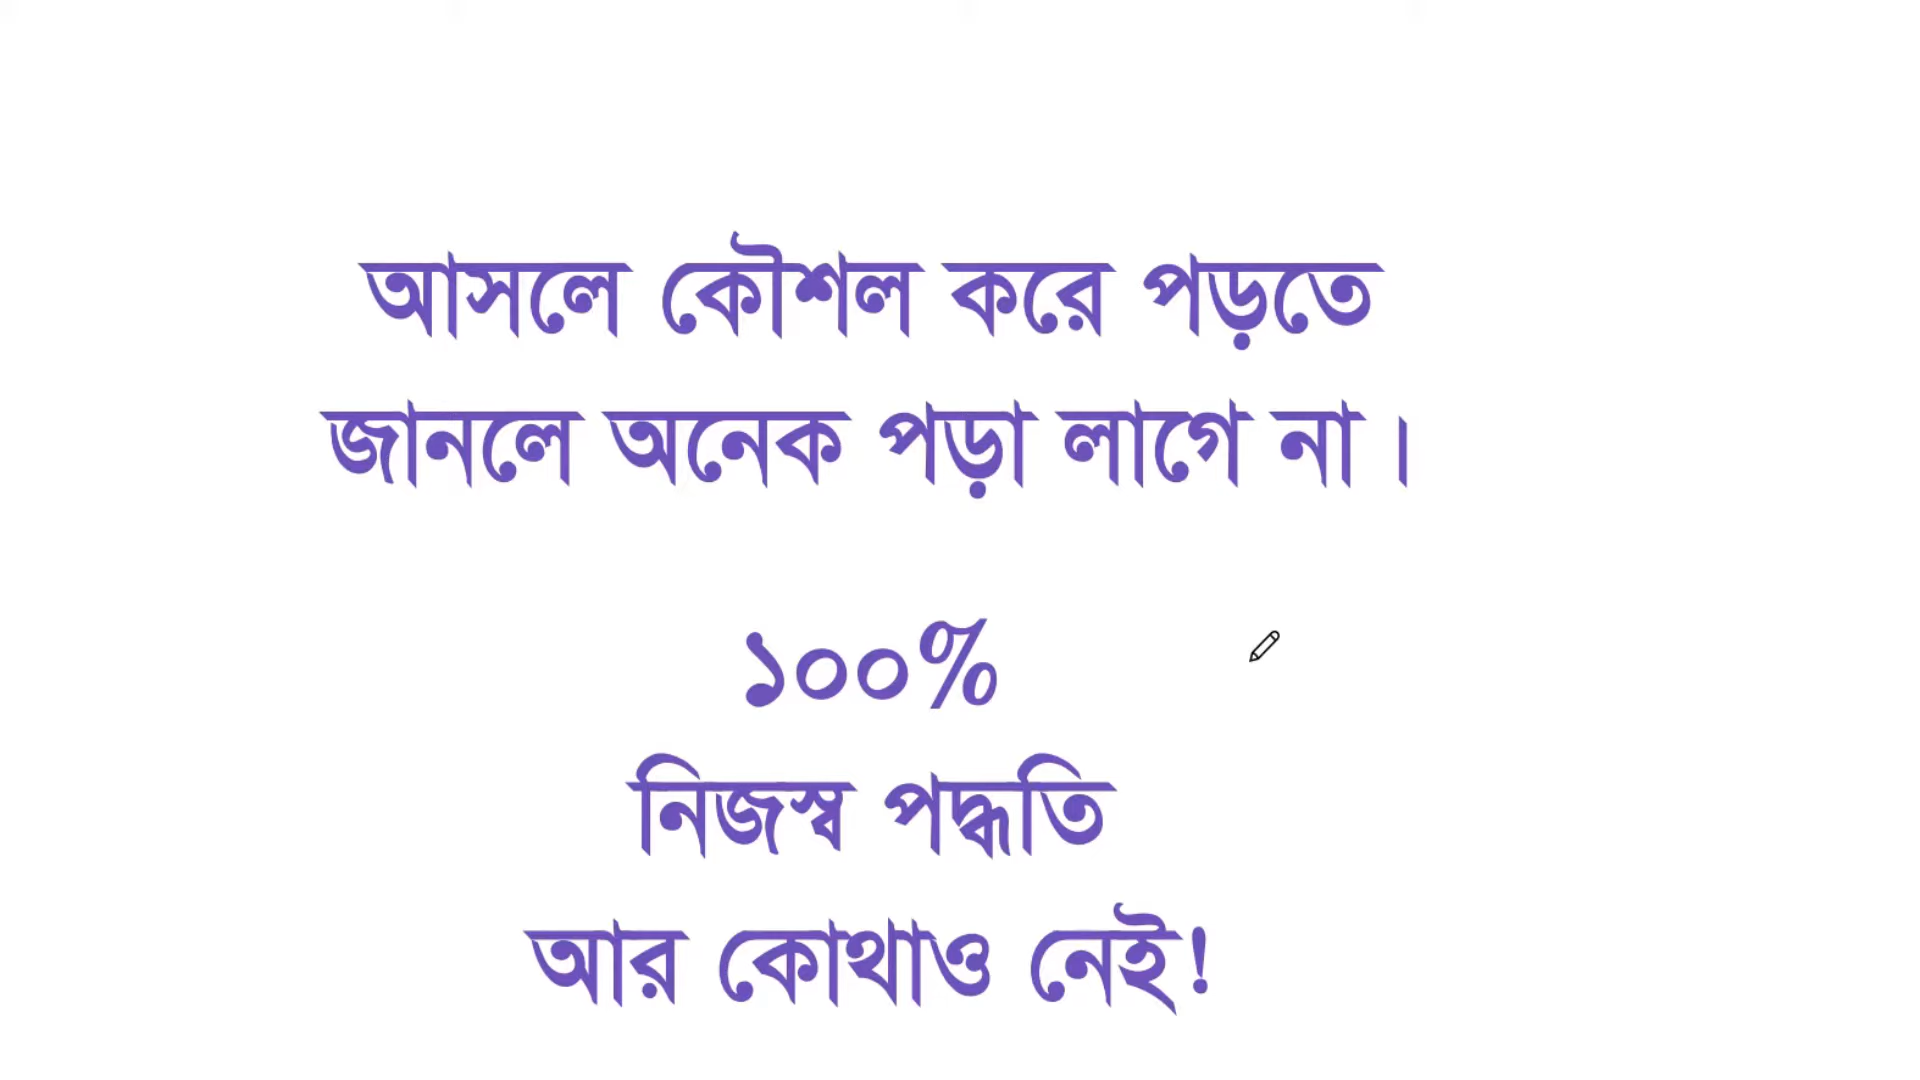 আসলে কৌশল করে পড়তে
জানলে অনেক পড়া লাগে না।
১০০%
নিজস্ব পদ্ধতি
আর কোথাও নেই!